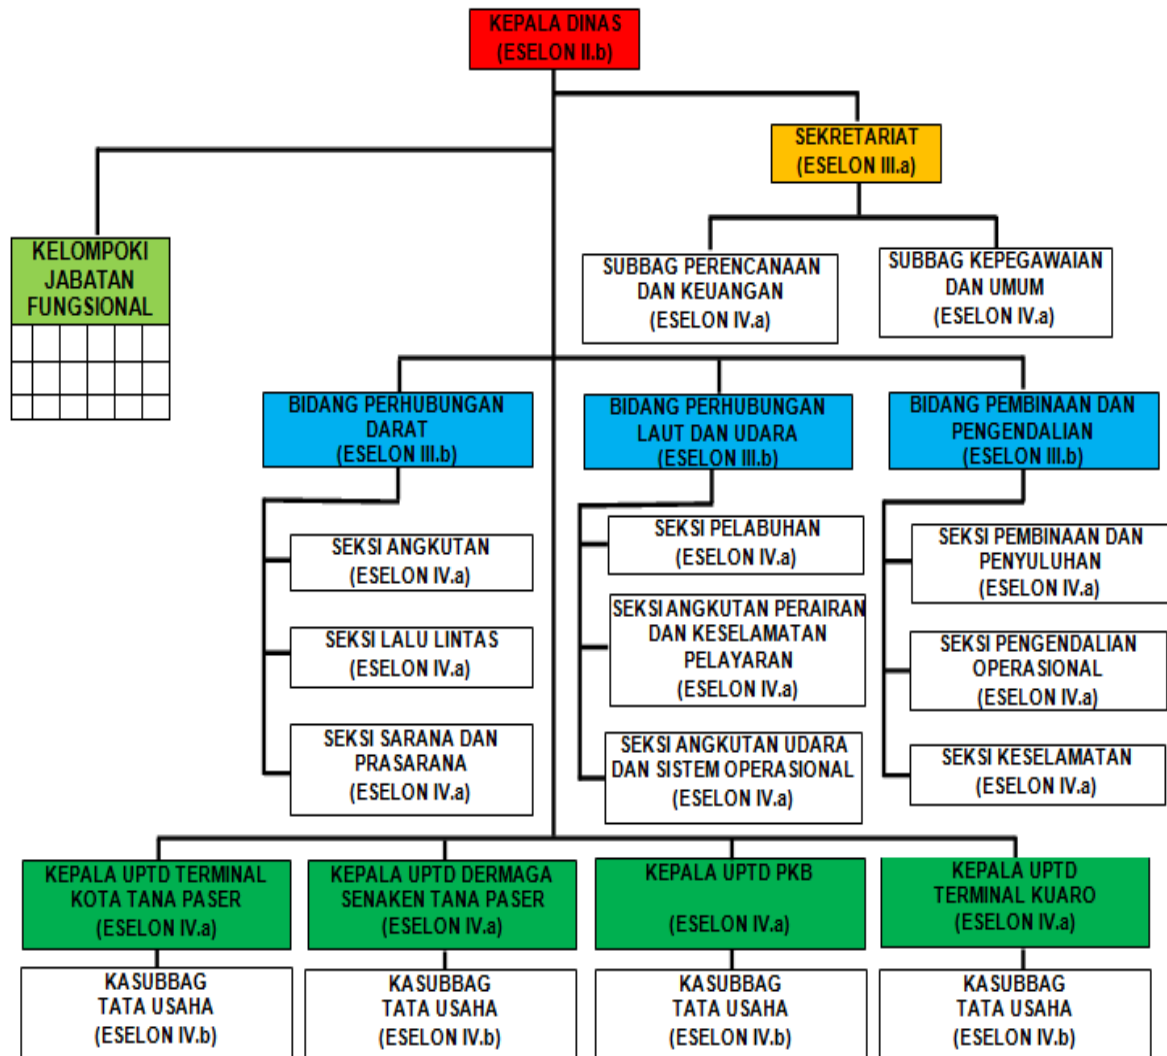 KEPALA DINAS
(ESELON II.b)
SEKRETARIAT
(ESELON III.a)
KELOMPOKI
JABATAN
FUNGSIONAL
SUBBAG PERENCANAAN
DAN KEUANGAN
(ESELON IV.a)
SUBBAG KEPEGAWAIAN
DAN UMUM
(ESELON IV.a)
BIDANG PERHUBUNGAN
DARAT
(ESELON III.b)
BIDANG PERHUBUNGAN
LAUT DAN UDARA
(ESELON III.b)
BIDANG PEMBINAAN DAN
PENGENDALIAN
(ESELON III.b)
SEKSI ANGKUTAN
(ESELON IV.a)
SEKSI LALU LINTAS
(ESELON IV.a)
SEKSI SARANA DAN
PRASARANA
(ESELON IV.a)
SEKSI PELABUHAN
(ESELON IV.a)
SEKSI ANGKUTAN PERAIRAN
DAN KESELAMATAN
PELAYARAN
(ESELON IV.a)
SEKSI ANGKUTAN UDARA
DAN SISTEM OPERASIONAL
(ESELON IV.a)
SEKSI PEMBINAAN DAN
PENYULUHAN
(ESELON IV.a)
SEKSI PENGENDALIAN
OPERASIONAL
(ESELON IV.a)
SEKSI KESELAMATAN
(ESELON IV.a)
KEPALA UPTD TERMINAL
KOTA TANA PASER
(ESELON IV.a)
KEPALA UPTD DERMAGA
SENAKEN TANA PASER
(ESELON IV.a)
KEPALA UPTD PKB
(ESELON IV.a)
KEPALA UPTD
TERMINAL KUARO
(ESELON IV.a)
KASUBBAG
TATA USAHA
(ESELON IV.b)
KASUBBAG
TATA USAHA
(ESELON IV.b)
KASUBBAG
TATA USAHA
(ESELON IV.b)
KASUBBAG
TATA USAHA
(ESELON IV.b)